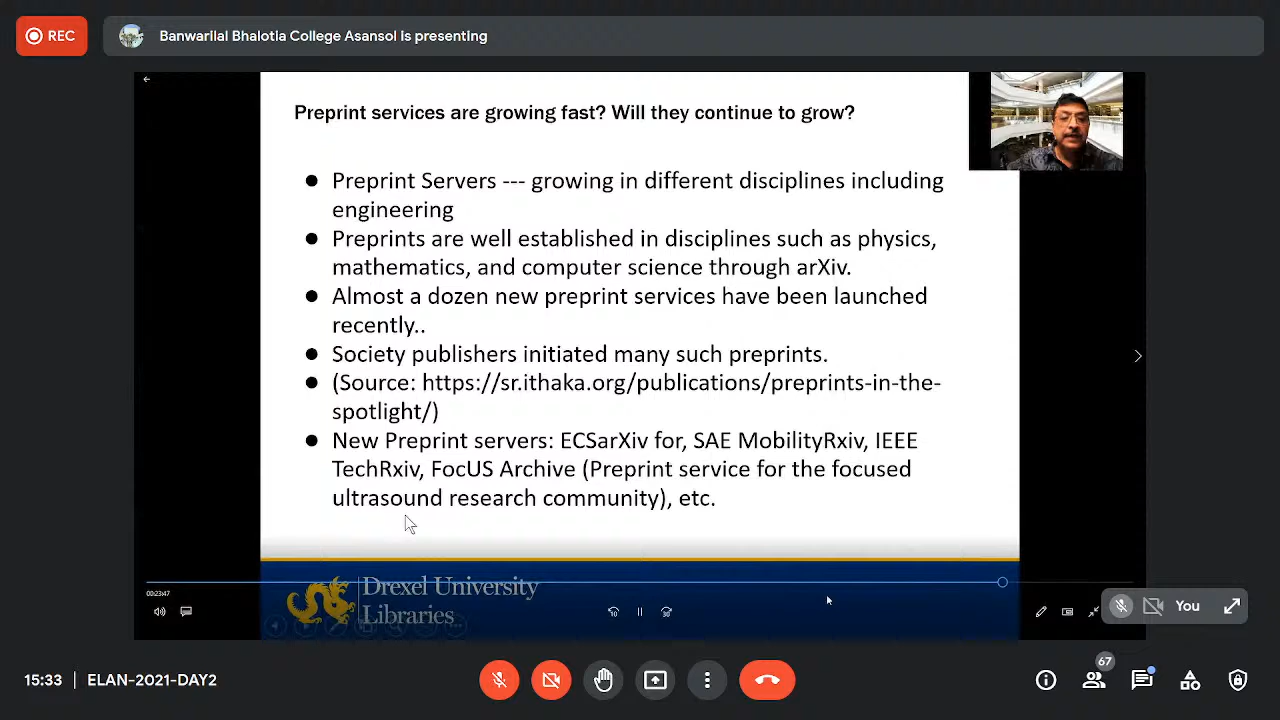 REC
Banwarilal Bhalotia College Asansol is presenting
Preprint services are growing fast? Will they continue to grow?
● Preprint Servers --- growing in different disciplines including
engineering
● Preprints are well established in disciplines such as physics,
mathematics, and computer science through arXiv.
● Almost a dozen new preprint services have been launched
recently..
● Society publishers initiated many such preprints.
● (Source: https://sr.ithaka.org/publications/preprints-in-the-
spotlight/)
● New Preprint servers: ECSarXiv for, SAE MobilityRxiv, IEEE
TechRxiv, FocUS Archive (Preprint service for the focused
ultrasound research community), etc.
Drexel University
Libraries
00:23:47
10
30
You
67
15:33 | ELAN-2021-DAY2